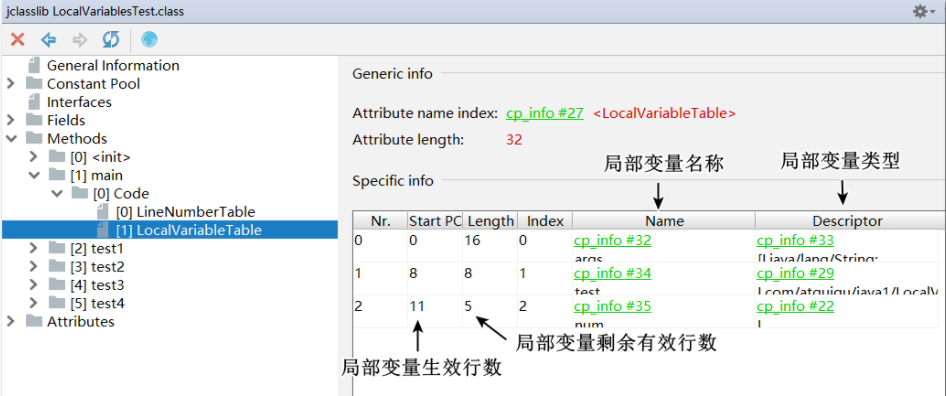 jclasslib LocalVariablesTest.class
General Information
Constant Pool
Interfaces
Fields
Methods
[0] <init>
[1] main
[0] Code
[0] LineNumberTable
[1] LocalVariableTable
[2] test1
[3] test2
[4] test3
[5] test4
Attributes
Generic info
Attribute name index: cp_info #27 <LocalVariableTable>
Attribute length: 32
局部变量名称
局部变量类型
Specific info
Nr. Start PC Length Index Name Descriptor
0 0 16 0 cp_info #32 cp_info #33
args [Ljava/lang/String;
1 8 8 1 cp_info #34 cp_info #29
test Lcom/atguigu/java1/LocalV
2 11 5 2 cp_info #35 cp_info #22
num I
局部变量剩余有效行数
局部变量生效行数